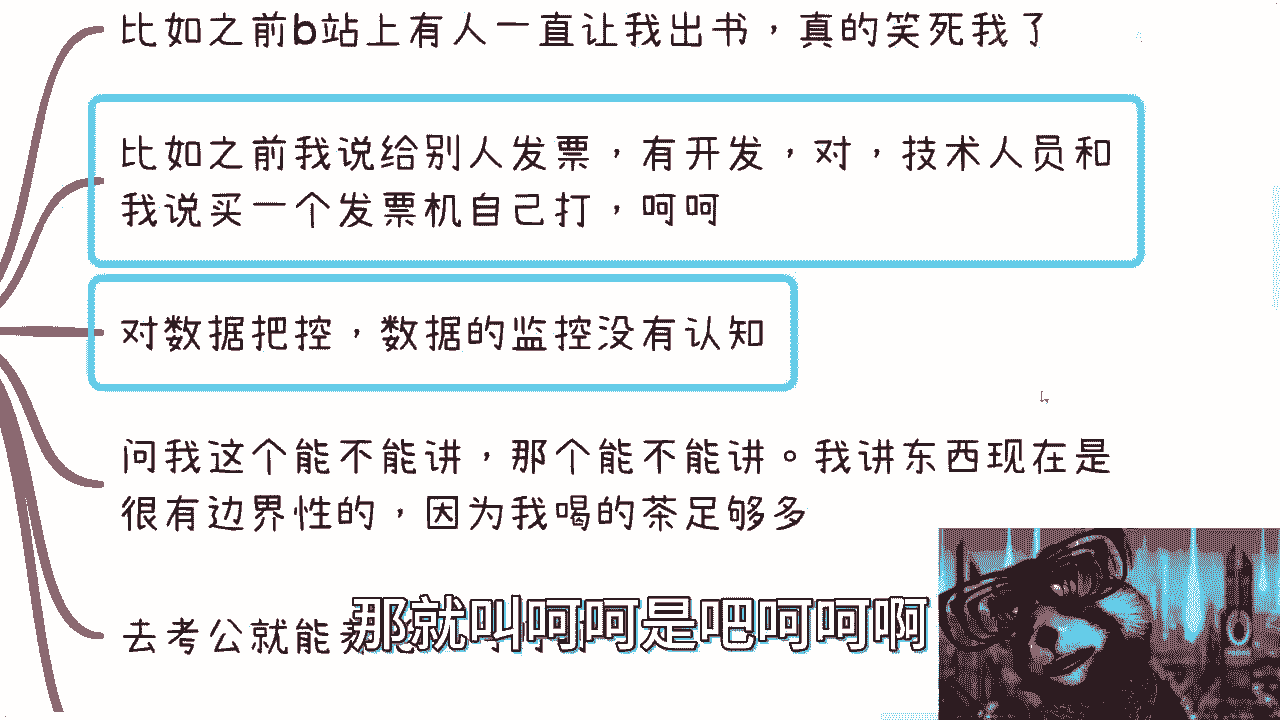 比如之前b站上有人一直让我出书，真的笑死我了
比如之前我说给别人发票，有开发，对，技术人员和
我说买一个发票机自己打，呵呵
对数据把控，数据的监控没有认知
问我这个能不能讲，那个能不能讲。我讲东西现在是
很有边界性的，因为我喝的茶足够多
去考公就能
那就叫呵呵是吧呵呵啊